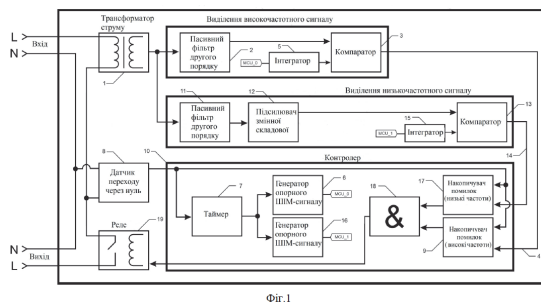 Трансформатор
струму
Виділення високочастотного сигналу
L
Вхід
N
1
Пасивний
фільтр
другого
порядку
2
MCU_0
5
Інтегратор
Компаратор
3
Виділення низькочастотного сигналу
11
Пасивний
фільтр
другого
порядку
12
Підсилювач
змінної
складової
MCU_1
15
Інтегратор
Компаратор
13
14
8
Датчик
переходу
через нуль
10
Контролер
7
Таймер
Генератор
опорного
ШІМ-сигналу
6
MCU_0
Генератор
опорного
ШІМ-сигналу
16
MCU_1
18
&
17
Накопичувач
помилок
(низькі частоти)
Накопичувач
помилок
(високі частоти)
9
4
N
Вихід
L
Реле
19
Фіг.1